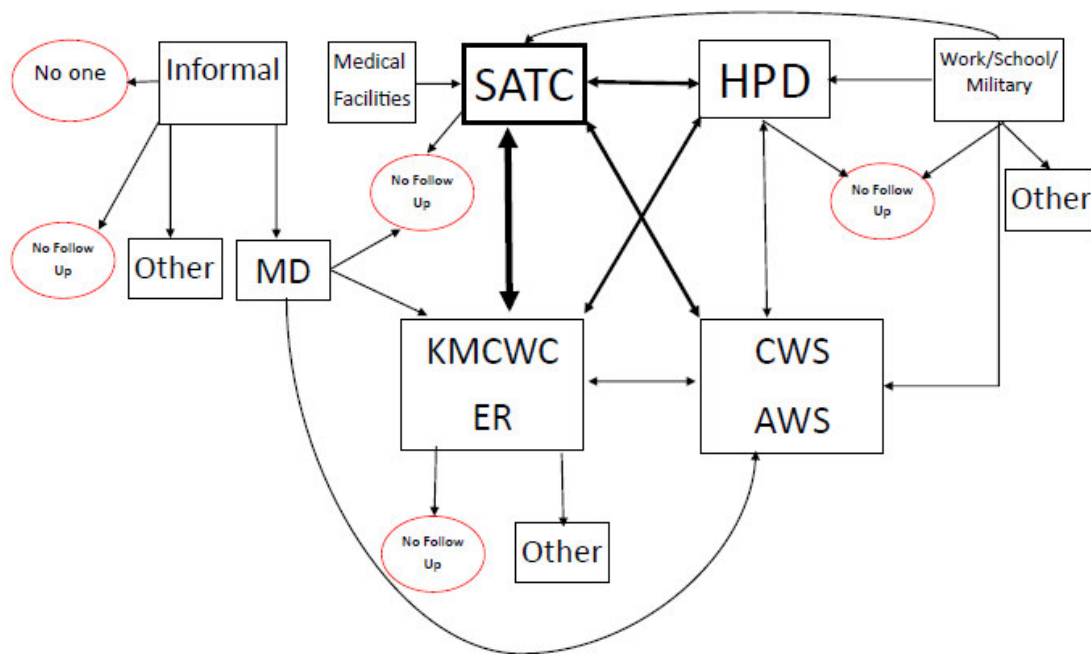 No one
Informal
Medical
Facilities
SATC
HPD
Work/School/
Military
No Follow
Up
No Follow
Up
Other
No Follow
Up
Other
MD
KMCWC
ER
CWS
AWS
No Follow
Up
Other